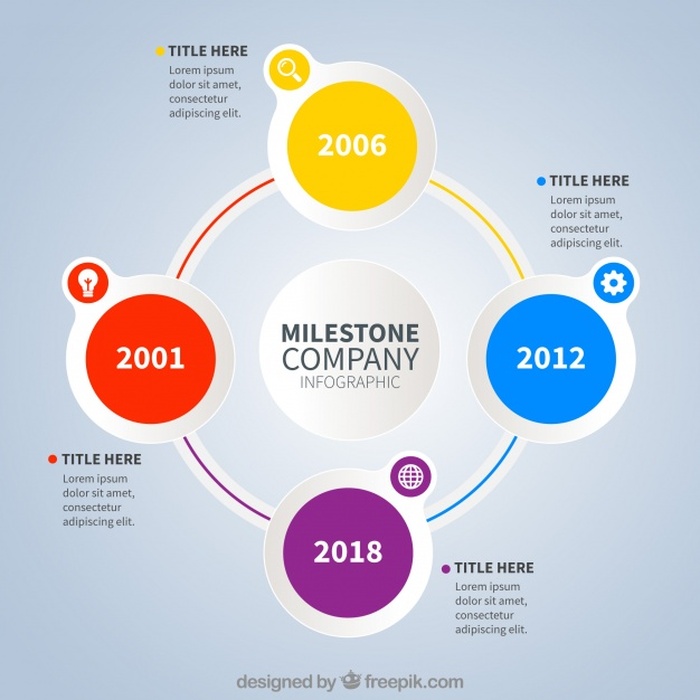 TITLE HERE
Lorem ipsum
dolor sit amet,
consectetur
adipiscing elit.
2006
TITLE HERE
Lorem ipsum
dolor sit amet,
consectetur
adipiscing elit.
2001
MILESTONE
COMPANY
INFOGRAPHIC
2012
TITLE HERE
Lorem ipsum
dolor sit amet,
consectetur
adipiscing elit.
2018
TITLE HERE
Lorem ipsum
dolor sit amet,
consectetur
adipiscing elit.
designed by freepik.com